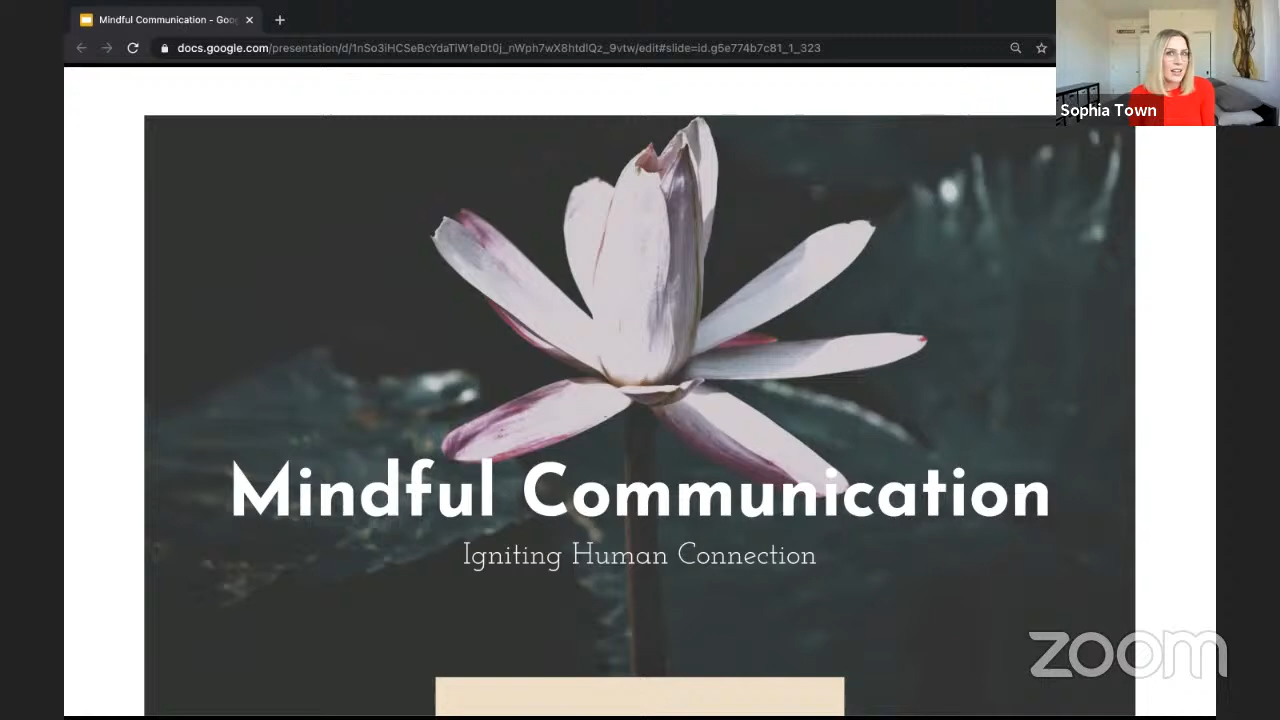 Mindful Communication - Goo
docs.google.com/presentation/d/1nSo3iHCSeBcYdaTiW1eDt0j_nWph7wX8htdlQz_9vtw/edit#slide=id.g5e774b7c81_1_323
Sophia Town
Mindful Communication
Igniting Human Connection
zoom